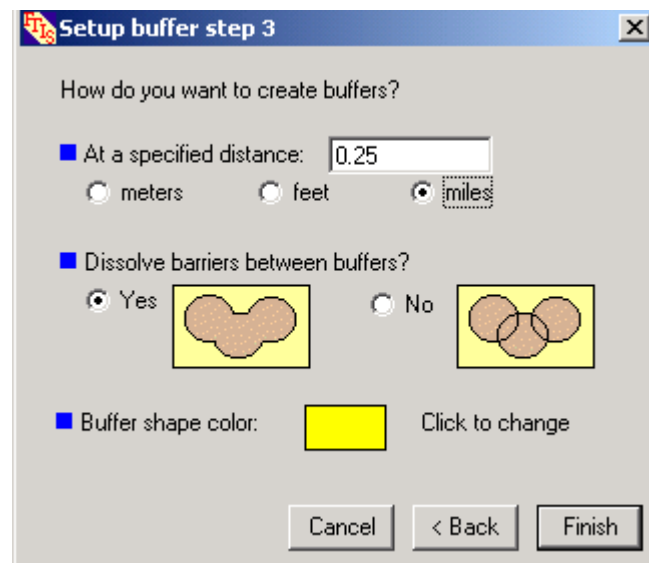 FTIS Setup buffer step 3
How do you want to create buffers?
At a specified distance: 0.25
meters feet miles
Dissolve barriers between buffers?
Yes No
Buffer shape color: Click to change
Cancel < Back Finish